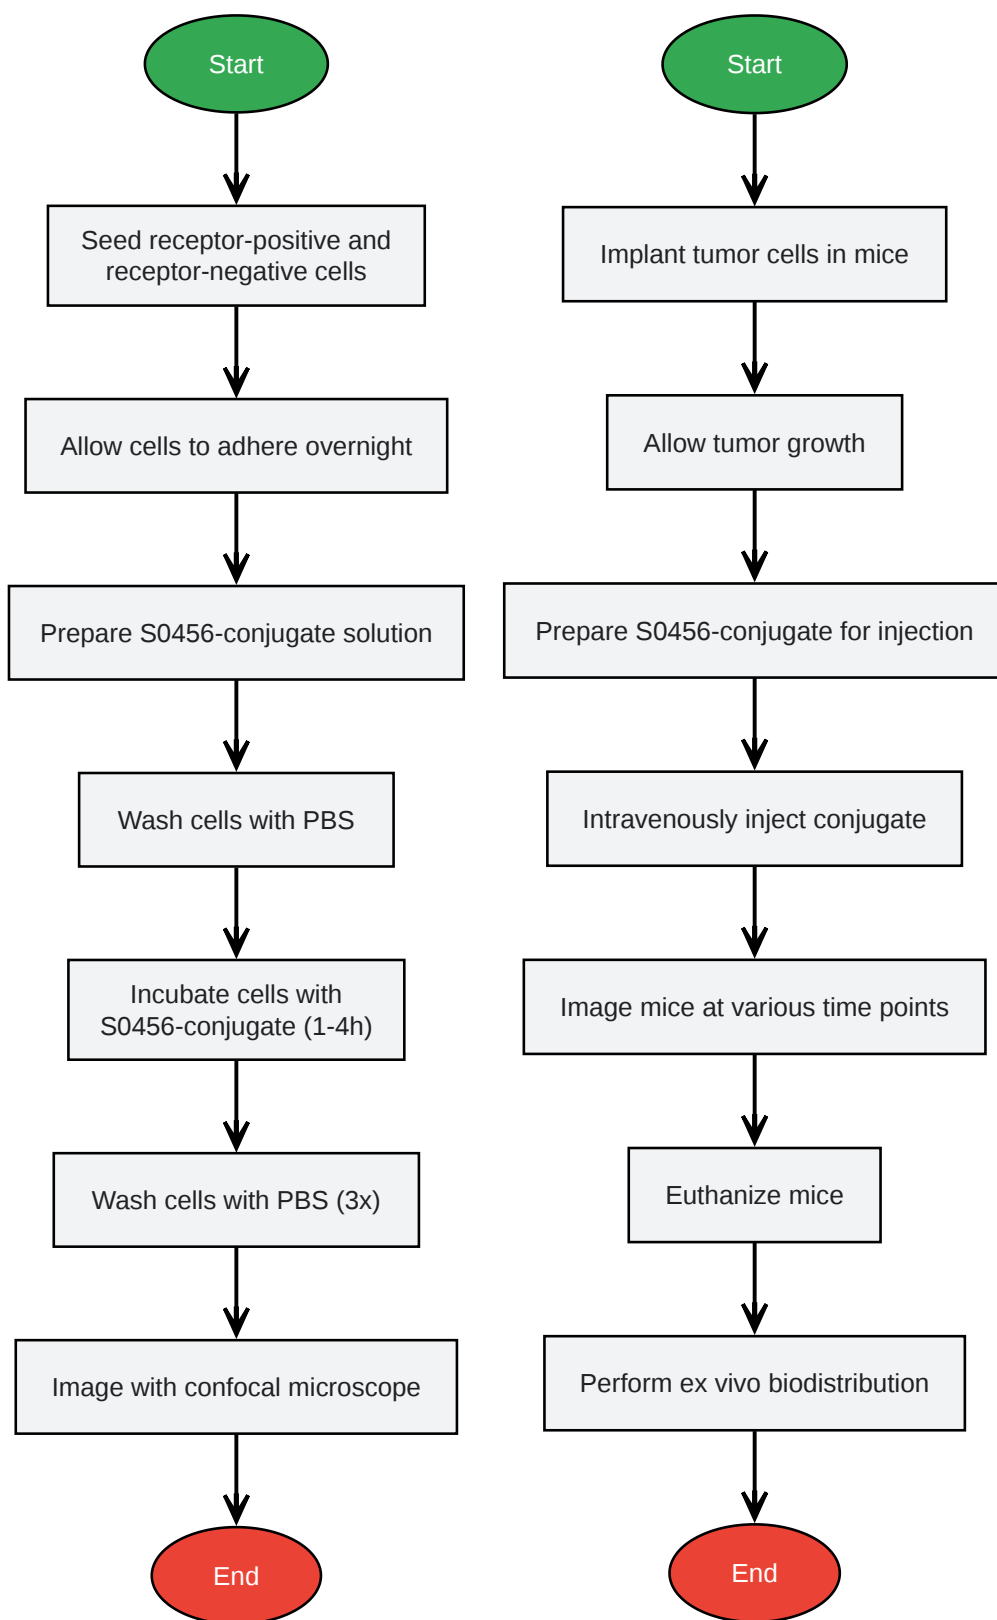 Start
Seed receptor-positive and
receptor-negative cells
Allow cells to adhere overnight
Prepare S0456-conjugate solution
Wash cells with PBS
Incubate cells with
S0456-conjugate (1-4h)
Wash cells with PBS (3x)
Image with confocal microscope
End
Start
Implant tumor cells in mice
Allow tumor growth
Prepare S0456-conjugate for injection
Intravenously inject conjugate
Image mice at various time points
Euthanize mice
Perform ex vivo biodistribution
End